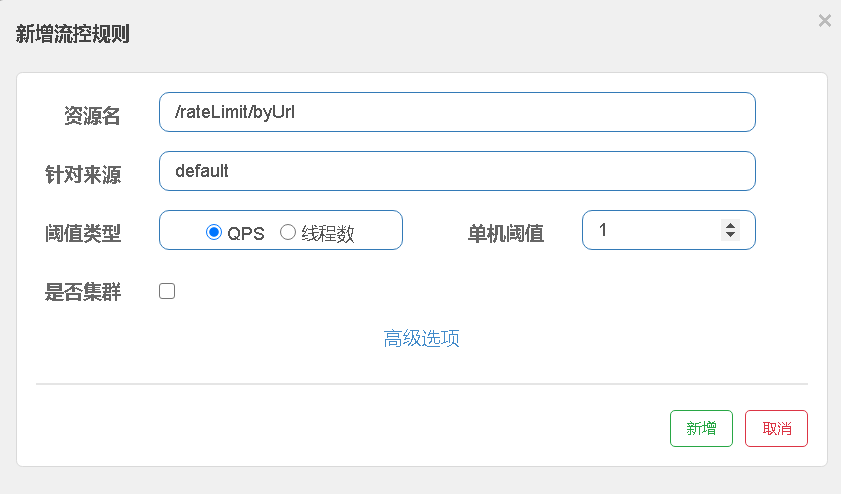 新增流控规则
×
资源名 /rateLimit/byUrl
针对来源 default
阈值类型 QPS 线程数 单机阈值 1
是否集群
高级选项
新增 取消